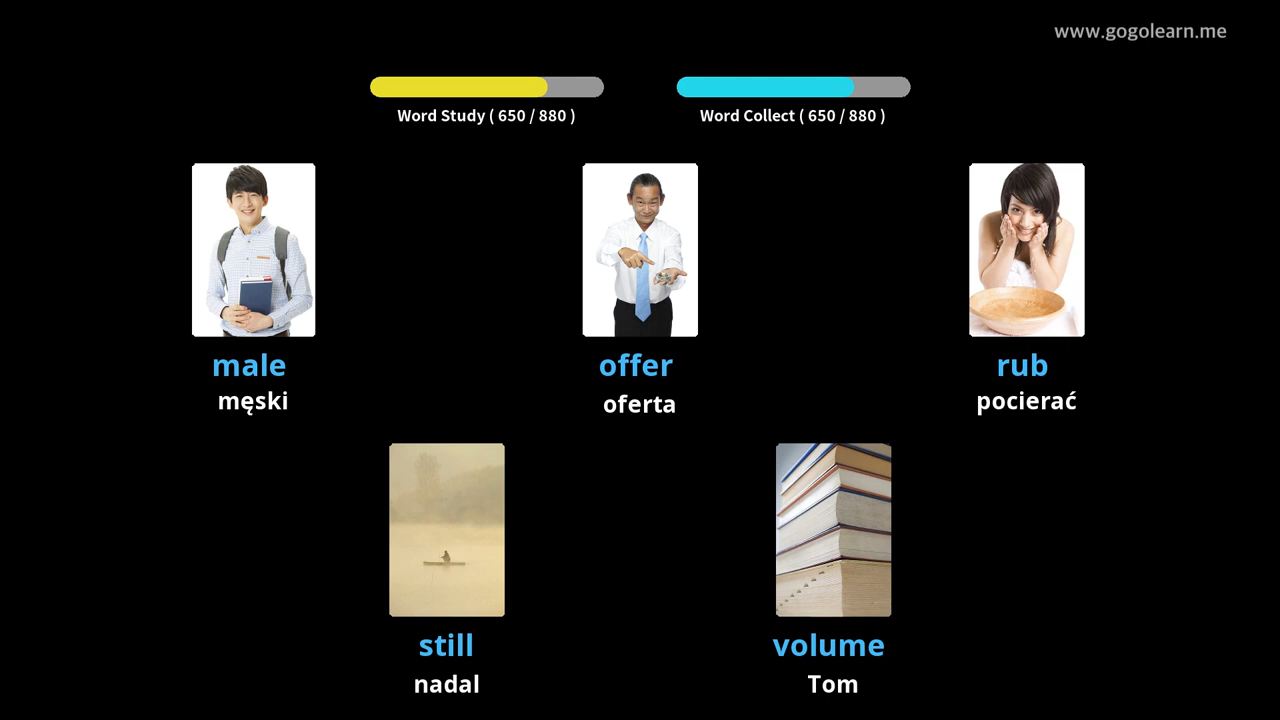 www.gogolearn.me
Word Study ( 650 / 880 )
Word Collect ( 650 / 880 )
male
męski
offer
oferta
rub
pocierać
still
nadal
volume
Tom